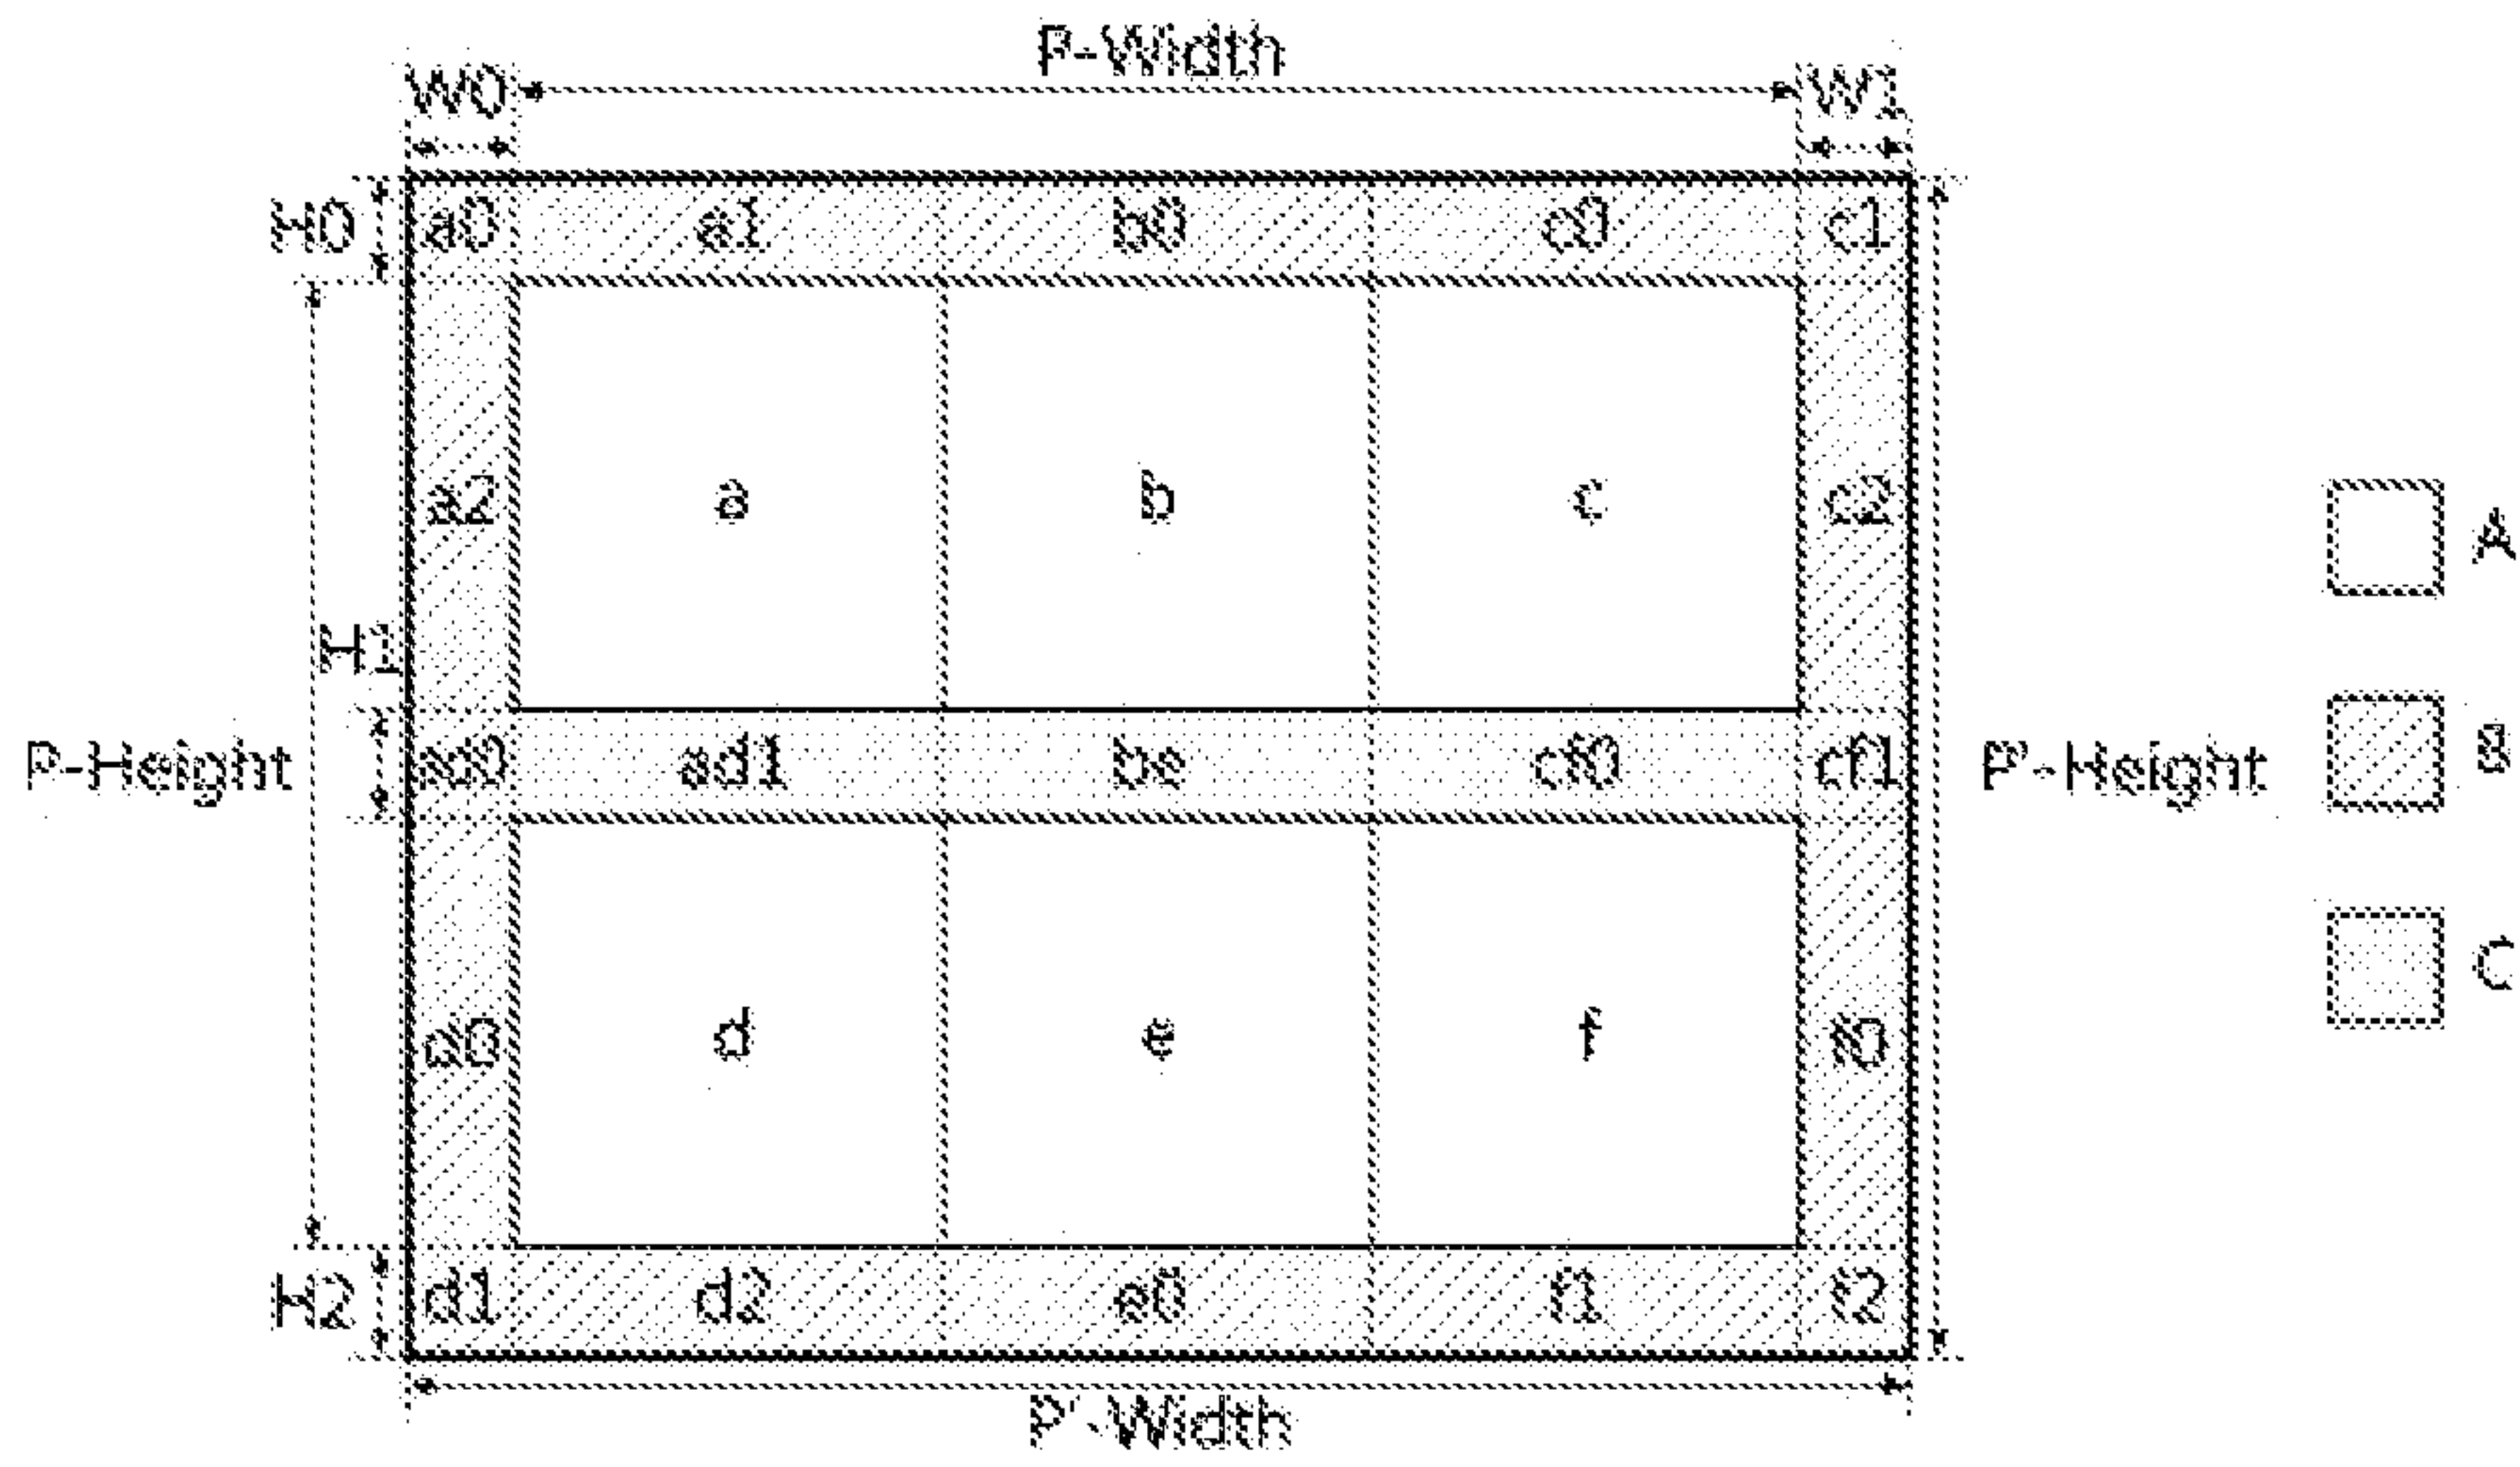 P-Width
W0 W1
H0 a0 a1 b0 c0 c1
a2 a b c c2 A
H1
P-Height ad0 ad1 be cf0 cf1 P'-Height B
C
d0 d e f f0
H2 d1 d2 e0 f1 f2
P'-Width